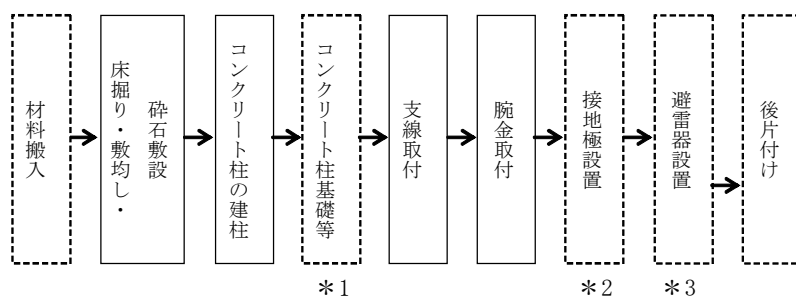 材料搬入
床掘り・敷均し・
砕石敷設
コンクリート柱の建柱
コンクリート柱基礎等
支線取付
腕金取付
接地極設置
避雷器設置
後片付け
＊1
＊2
＊3